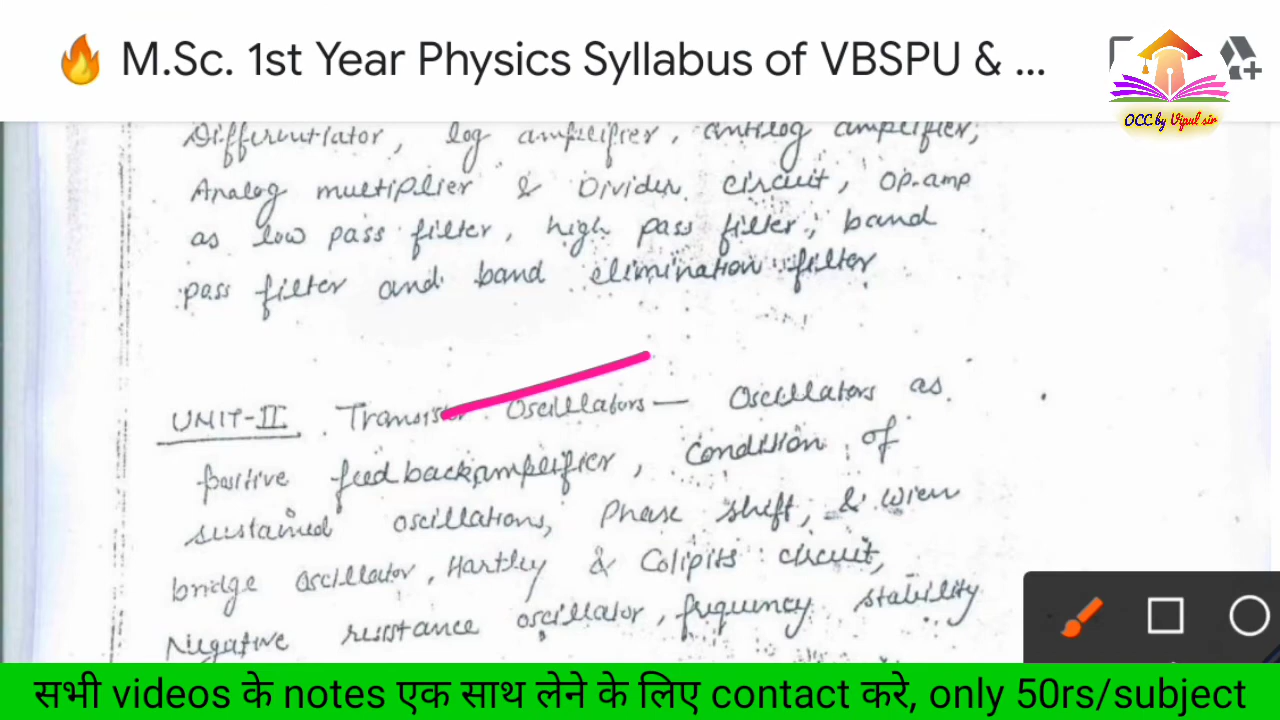 🔥 M.Sc. 1st Year Physics Syllabus of VBSPU & ...
OCC by Vipul sir
Differentiator, log amplifier, antilog amplifier,
Analog multiplier & Divider circuit, op-amp
as low pass filter, high pass filter, band
pass filter and band elimination filter
UNIT-II Transistor Oscillators— Oscillators as
positive feedback amplifier, Condition of
sustained oscillations, Phase shift, & wien
bridge oscillator, Hartley & Colipits circuit,
Negative resistance oscillator, frequency stability
सभी videos के notes एक साथ लेने के लिए contact करे, only 50rs/subject